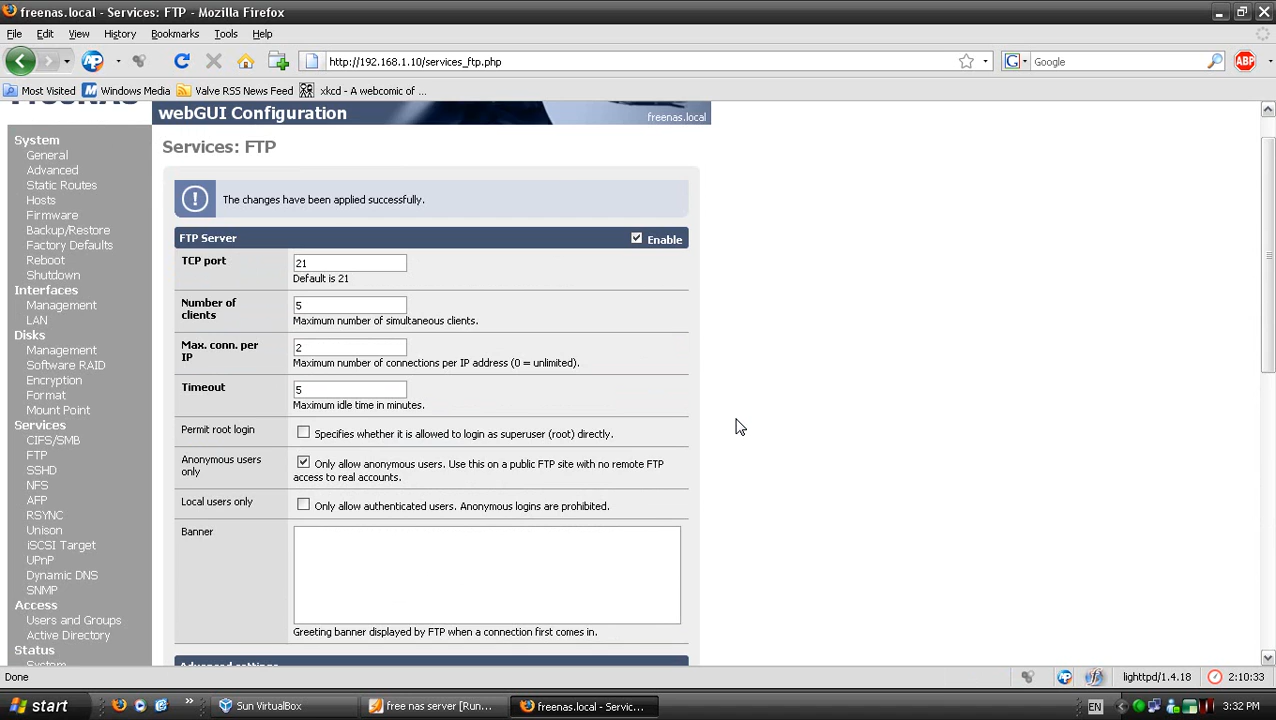 freenas.local - Services: FTP - Mozilla Firefox
File Edit View History Bookmarks Tools Help
http://192.168.1.10/services_ftp.php
G Google
ABP
Most Visited Windows Media Valve RSS News Feed xkcd - A webcomic of ...
webGUI Configuration
freenas.local
System
General
Advanced
Static Routes
Hosts
Firmware
Backup/Restore
Factory Defaults
Reboot
Shutdown
Interfaces
Management
LAN
Disks
Management
Software RAID
Encryption
Format
Mount Point
Services
CIFS/SMB
FTP
SSHD
NFS
AFP
RSYNC
Unison
iSCSI Target
UPnP
Dynamic DNS
SNMP
Access
Users and Groups
Active Directory
Status
System
Services: FTP
The changes have been applied successfully.
FTP Server Enable
TCP port
21
Default is 21
Number of
clients
5
Maximum number of simultaneous clients.
Max. conn. per
IP
2
Maximum number of connections per IP address (0 = unlimited).
Timeout
5
Maximum idle time in minutes.
Permit root login
Specifies whether it is allowed to login as superuser (root) directly.
Anonymous users
only
Only allow anonymous users. Use this on a public FTP site with no remote FTP
access to real accounts.
Local users only
Only allow authenticated users. Anonymous logins are prohibited.
Banner
Greeting banner displayed by FTP when a connection first comes in.
Advanced settings
Done
lighttpd/1.4.18 2:10:33
start
Sun VirtualBox
free nas server [Run...
freenas.local - Servic...
EN
3:32 PM